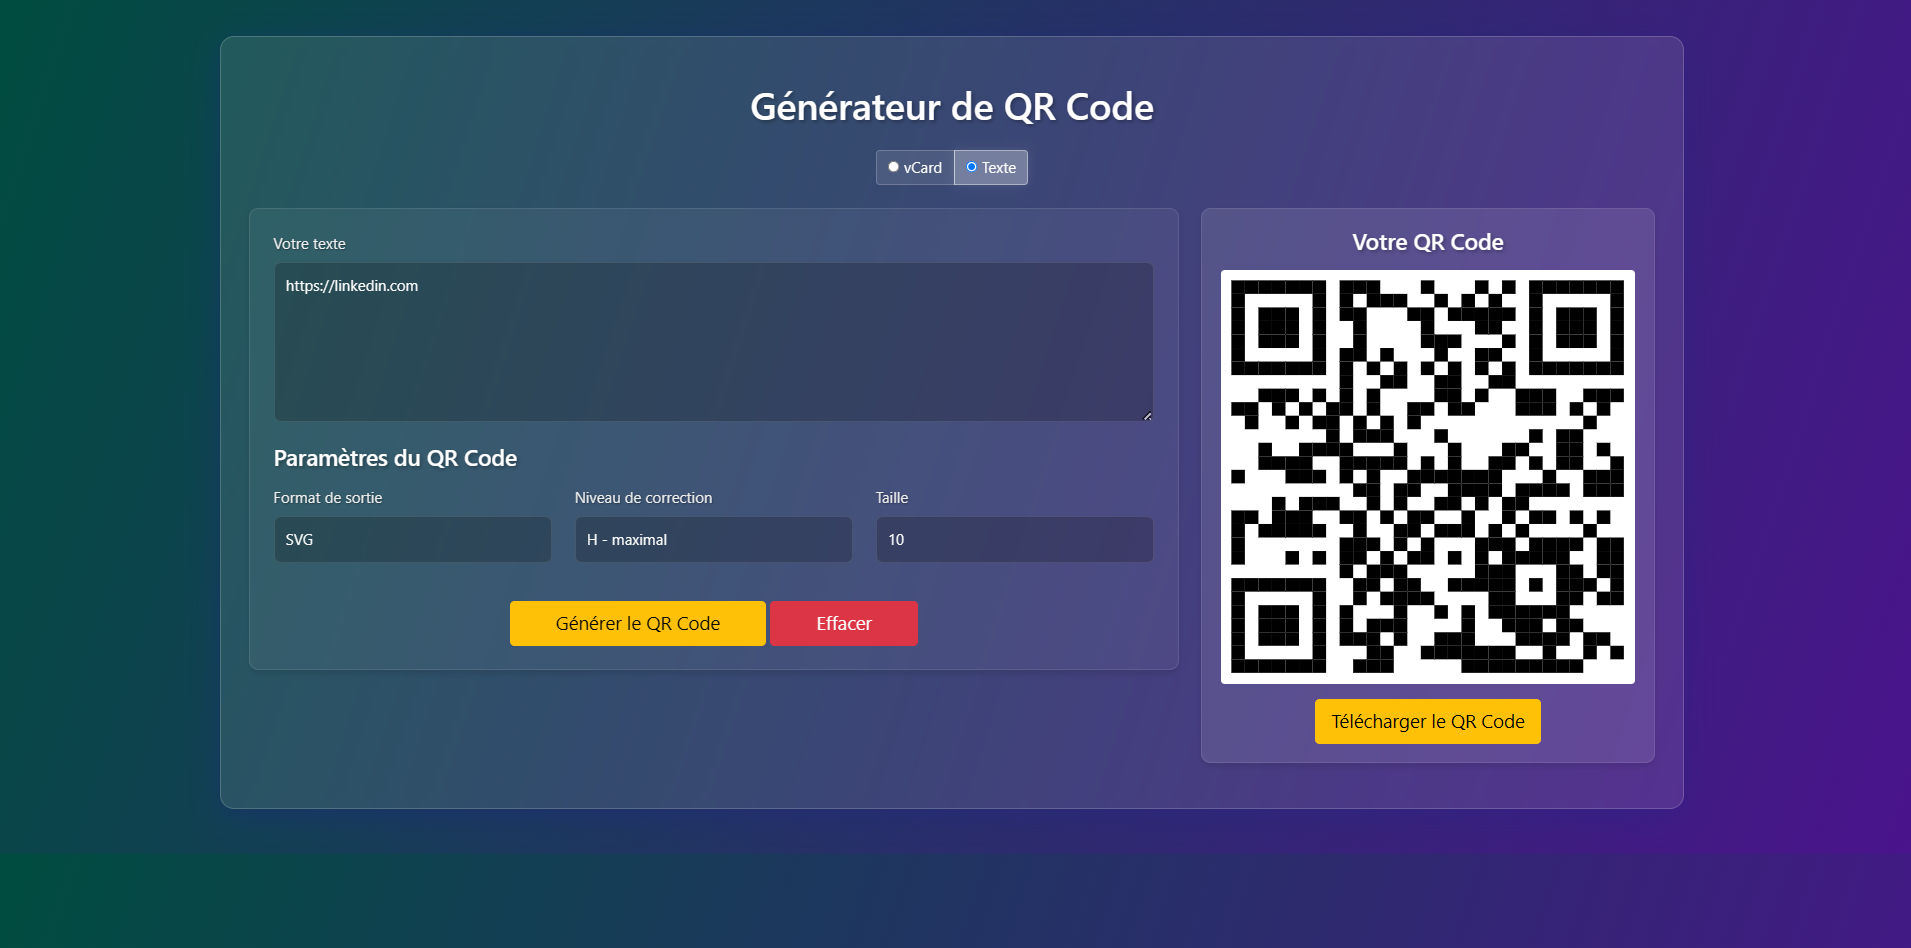 Générateur de QR Code
vCard
Texte
Votre texte
https://linkedin.com
Paramètres du QR Code
Format de sortie
Niveau de correction
Taille
SVG
H - maximal
10
Générer le QR Code
Effacer
Votre QR Code
Télécharger le QR Code